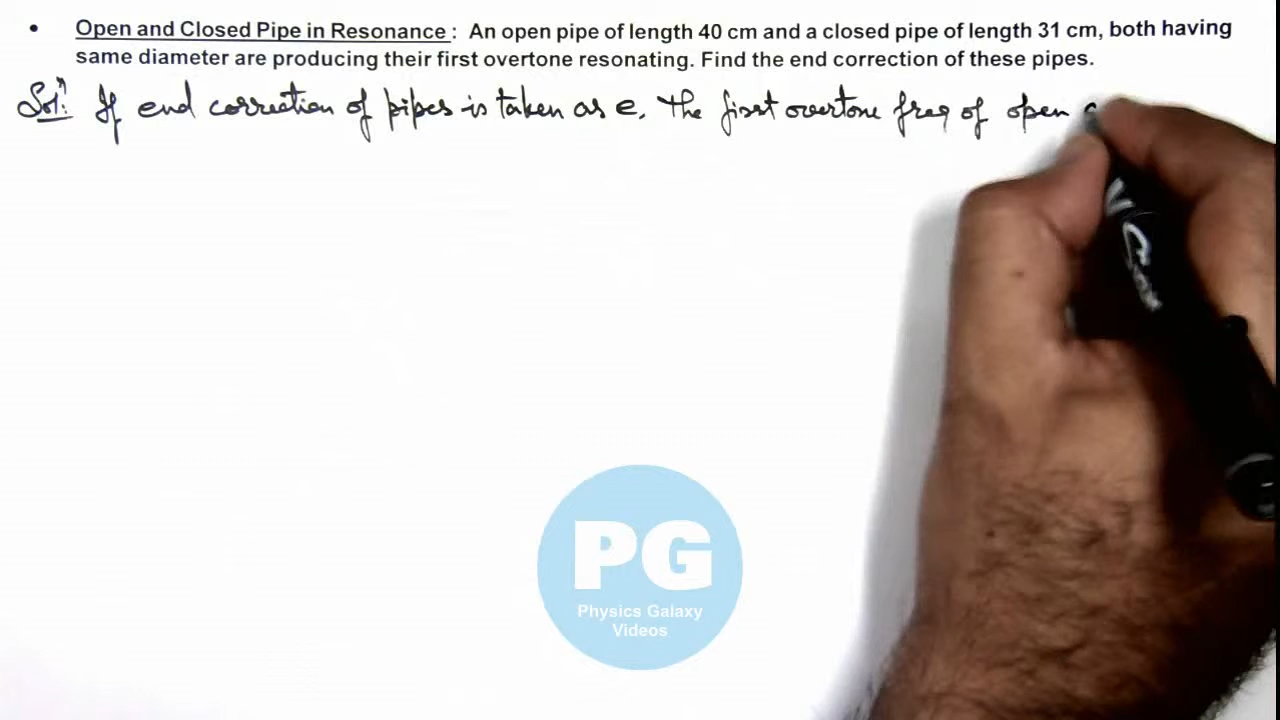 • Open and Closed Pipe in Resonance : An open pipe of length 40 cm and a closed pipe of length 31 cm, both having
same diameter are producing their first overtone resonating. Find the end correction of these pipes.
Solⁿ: If end correction of pipes is taken as e. The first overtone freq of open
PG
Physics Galaxy
Videos